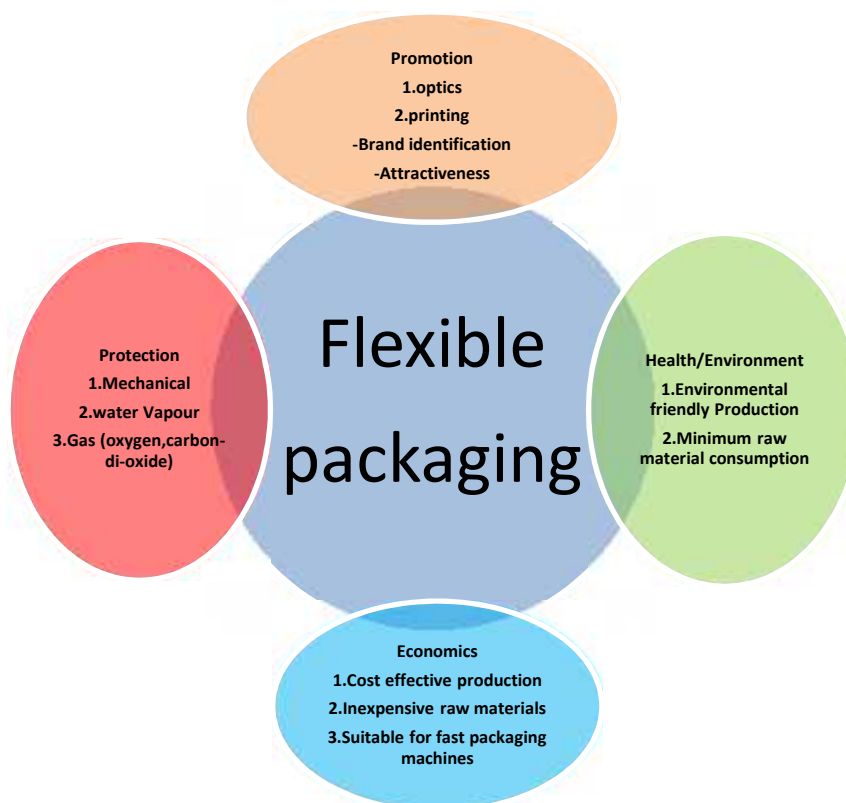 Promotion
1.optics
2.printing
-Brand identification
-Attractiveness
Flexible
packaging
Protection
1.Mechanical
2.water Vapour
3.Gas (oxygen,carbon-
di-oxide)
Health/Environment
1.Environmental
friendly Production
2.Minimum raw
material consumption
Economics
1.Cost effective production
2.Inexpensive raw materials
3.Suitable for fast packaging
machines